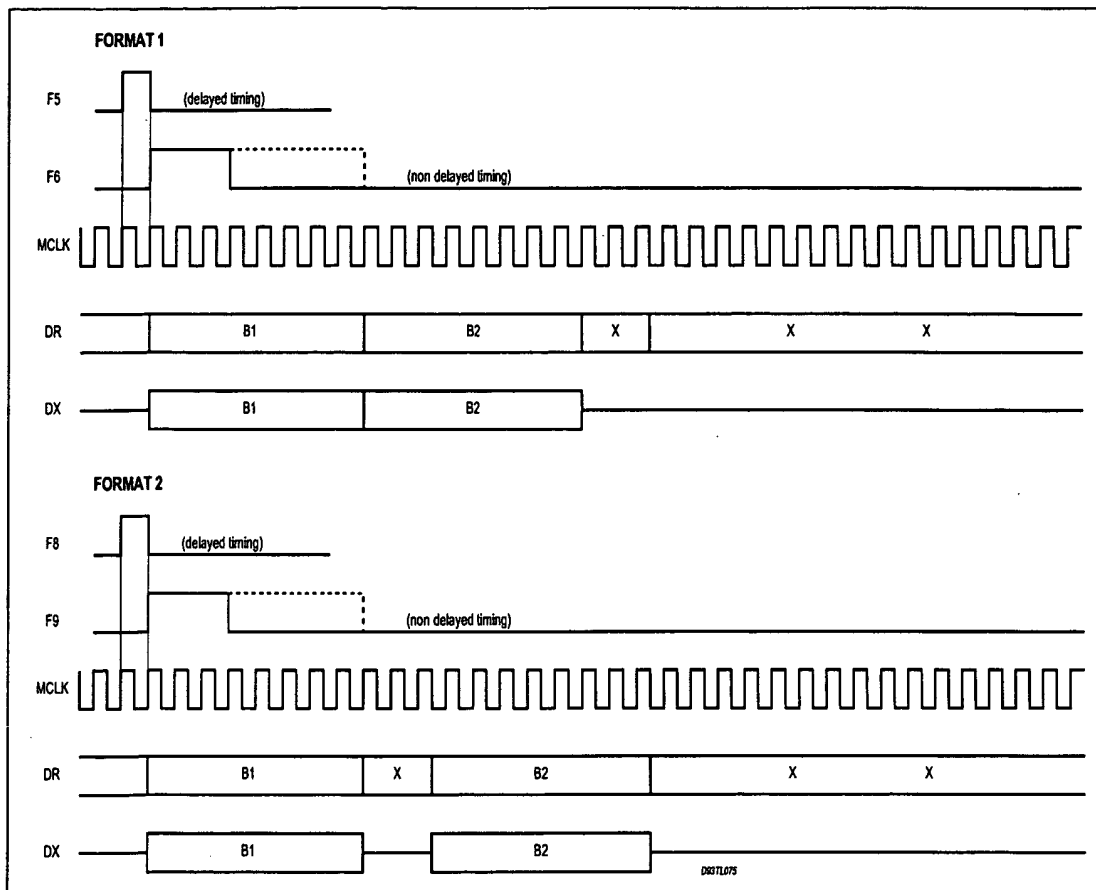 FORMAT 1
F5 (delayed timing)
F6 (non delayed timing)
MCLK
DR B1 B2 X X X
DX B1 B2
FORMAT 2
F8 (delayed timing)
F9 (non delayed timing)
MCLK
DR B1 X B2 X X
DX B1 B2
D93TL075